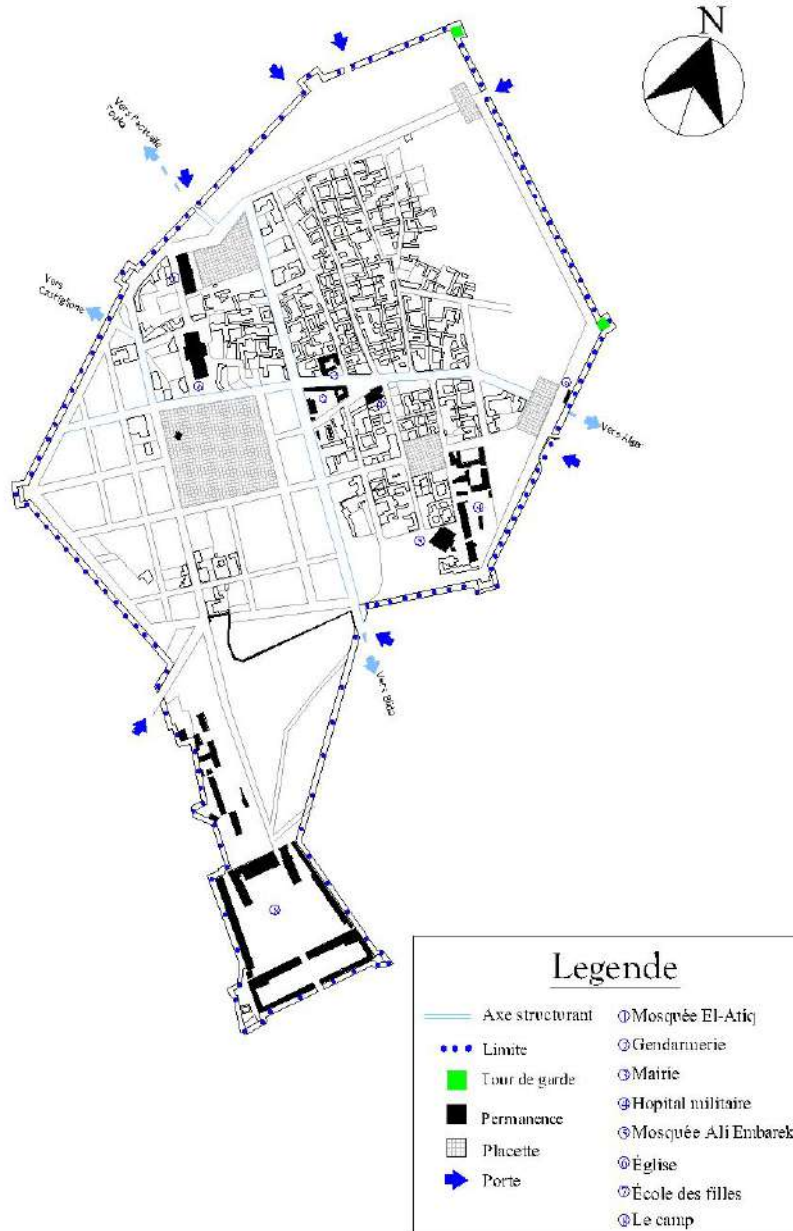 N
Vers
Castiglione
Vers Alger
Vers Blida
Legende
Axe structurant
Limite
Tour de garde
Permanence
Placette
Porte
①Mosquée El-Atiq
②Gendarmerie
③Mairie
④Hopital militaire
⑤Mosquée Ali Embarek
⑥Église
⑦École des filles
⑧Le camp